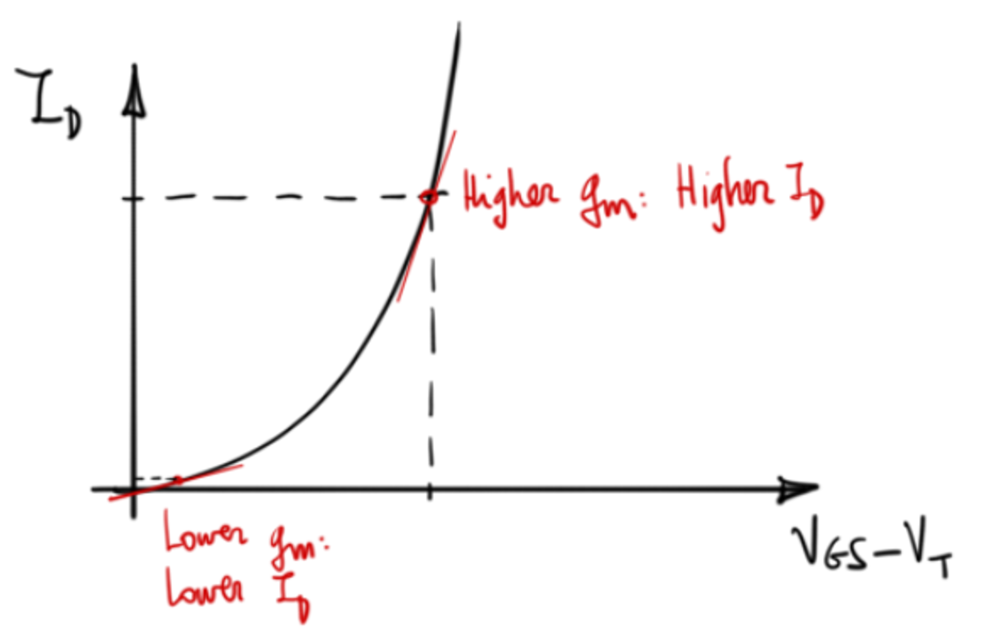 I_D
Higher gm: Higher I_D
Lower gm:
Lower I_D
V_GS-V_T